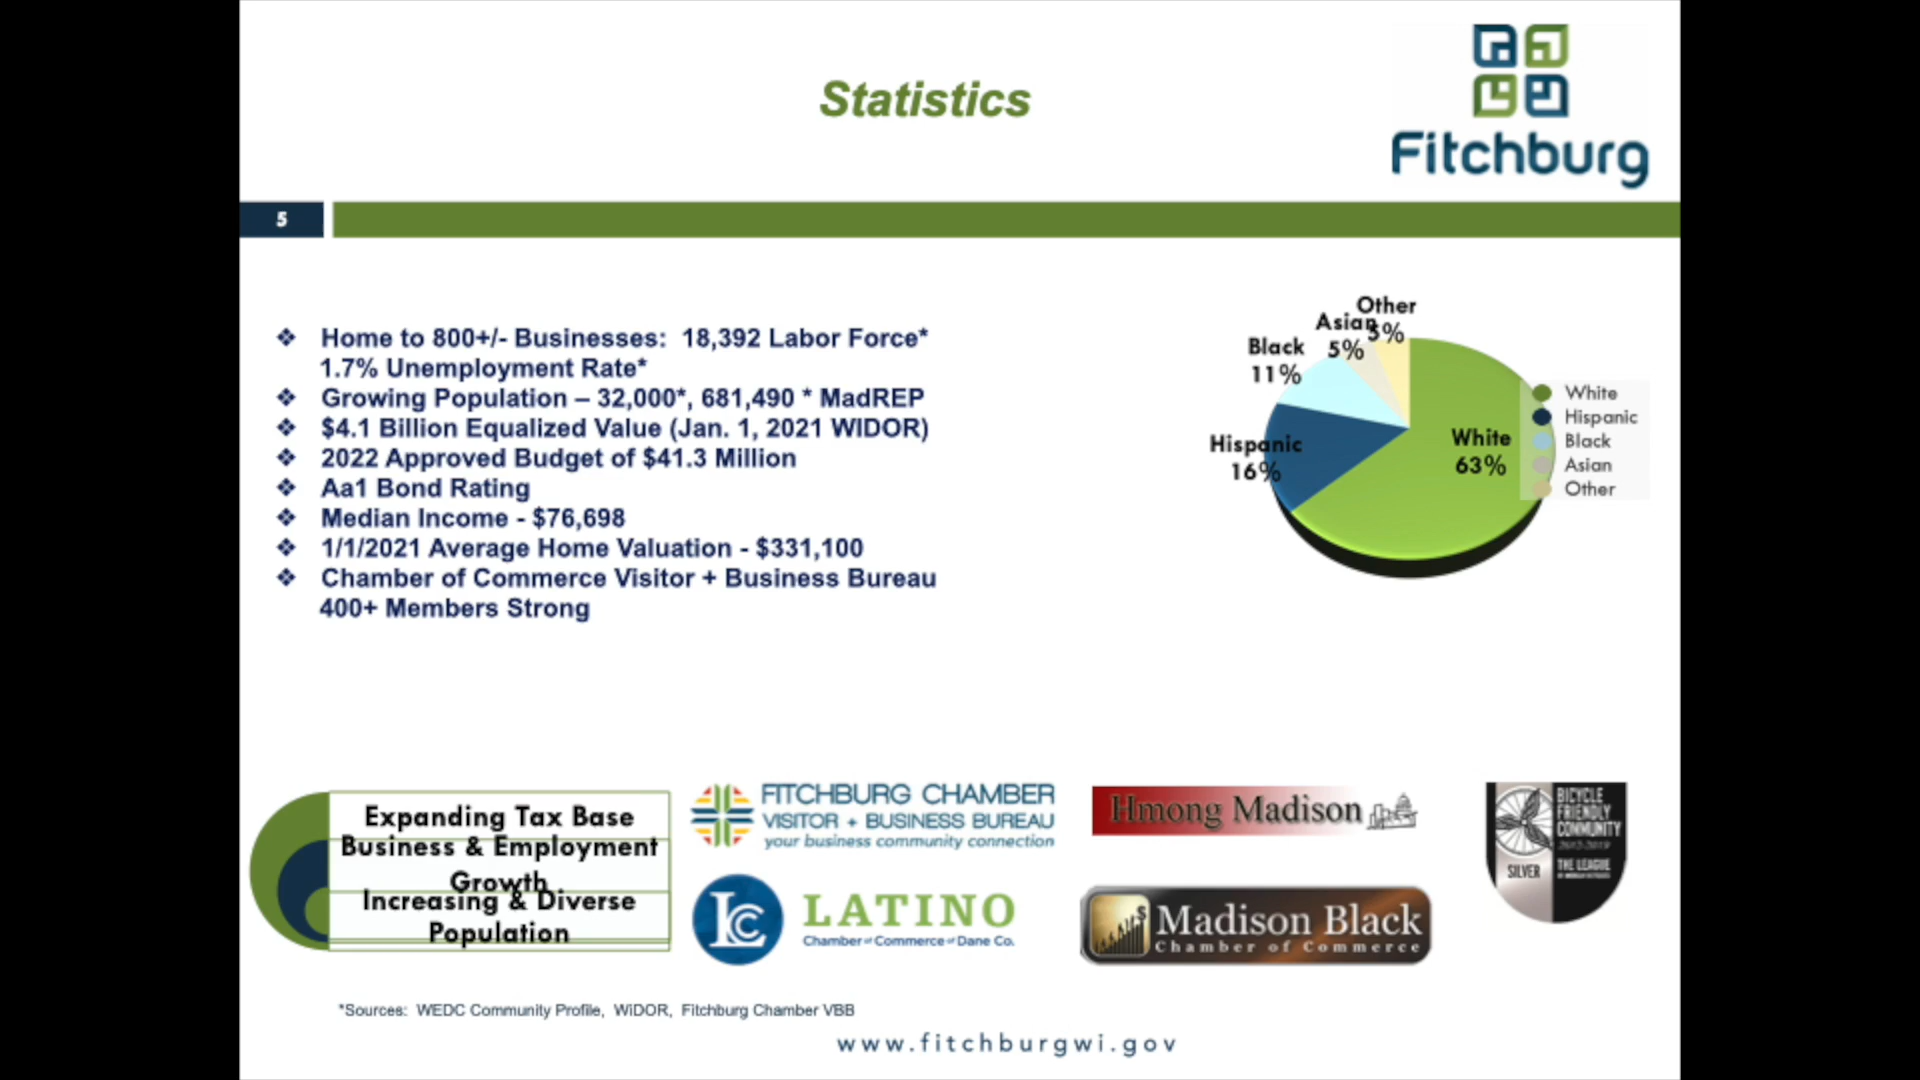 Statistics
Fitchburg
5
❖ Home to 800+/- Businesses: 18,392 Labor Force*
1.7% Unemployment Rate*
❖ Growing Population – 32,000*, 681,490 * MadREP
❖ $4.1 Billion Equalized Value (Jan. 1, 2021 WIDOR)
❖ 2022 Approved Budget of $41.3 Million
❖ Aa1 Bond Rating
❖ Median Income - $76,698
❖ 1/1/2021 Average Home Valuation - $331,100
❖ Chamber of Commerce Visitor + Business Bureau
400+ Members Strong
Other
5%
Asian
5%
Black
11%
Hispanic
16%
White
63%
White
Hispanic
Black
Asian
Other
Expanding Tax Base
Business & Employment
Growth
Increasing & Diverse
Population
FITCHBURG CHAMBER
VISITOR + BUSINESS BUREAU
your business community connection
LC
LATINO
Chamber of Commerce of Dane Co.
Hmong Madison
Madison Black
Chamber of Commerce
BICYCLE
FRIENDLY
COMMUNITY
SILVER
THE LEAGUE
*Sources: WEDC Community Profile, WiDOR, Fitchburg Chamber VBB
www.fitchburgwi.gov